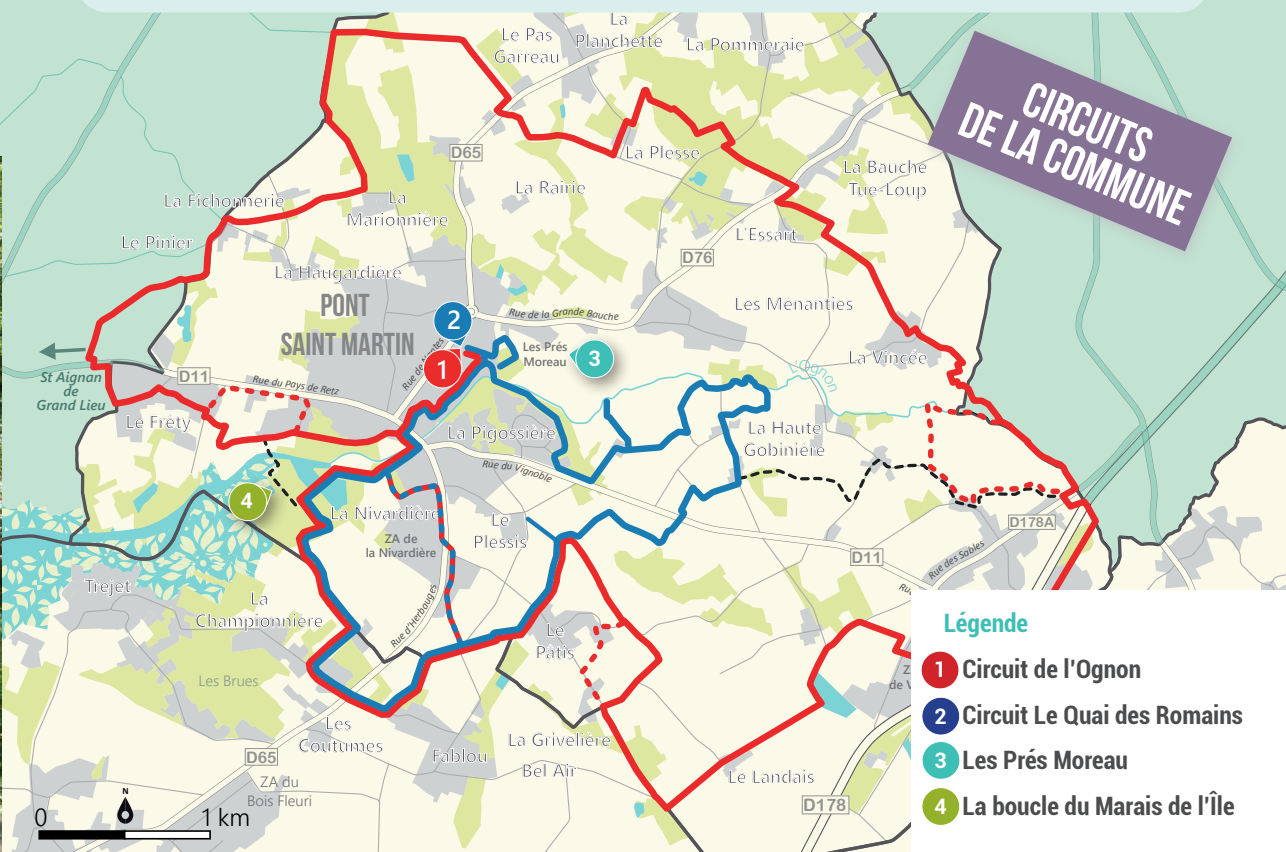 CIRCUITS
DE LA COMMUNE
Le Pas
Garreau
La
Planchette
La Pommeraie
D65
La Plesse
La Bauche
Tue-Loup
La Rairie
La Fichonnerie
La
Marionnière
Le Pinier
L'Essart
D76
La Haugardière
PONT
SAINT MARTIN
2
Rue de la Grande Bauche
Les Ménanties
Les Prés
Moreau
3
1
La Vincée
L'Ognon
St Aignan
de
Grand Lieu
D11
Rue du Pays de Retz
Le Fréty
La Pigossière
La Haute
Gobinière
Rue du Vignoble
4
La Nivardière
ZA de
la Nivardière
Le
Plessis
D178A
D11
Rue des Sables
Trejet
La
Championnière
Rue d'Herbauges
Le
Pâtis
Les Brues
Les
Coutumes
D65
Fablou
La Grivelière
Bel Air
Le Landais
ZA du
Bois Fleuri
D178
N
0 1 km
Légende
1 Circuit de l'Ognon
2 Circuit Le Quai des Romains
3 Les Prés Moreau
4 La boucle du Marais de l'Île